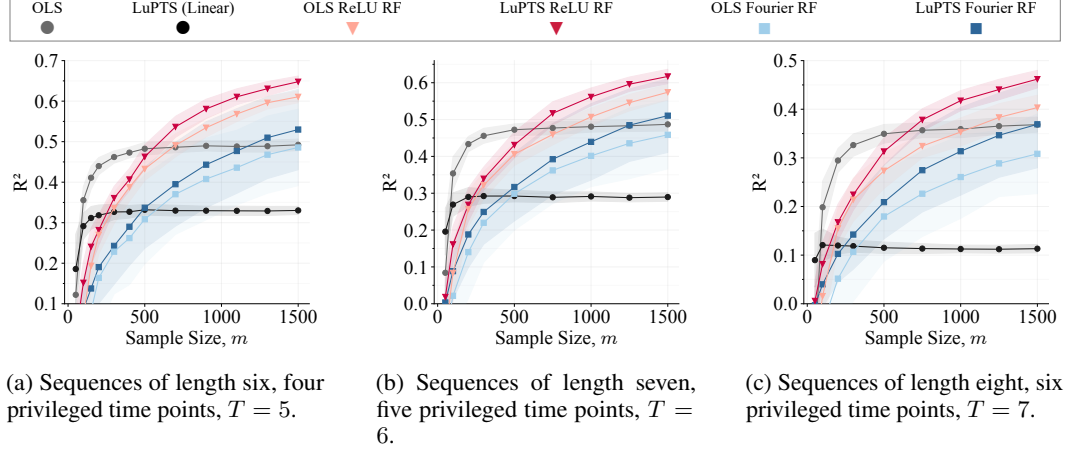 OLS
LuPTS (Linear)
OLS ReLU RF
LuPTS ReLU RF
OLS Fourier RF
LuPTS Fourier RF
0.7
0.6
0.5
0.4
0.3
0.2
0.1
R²
0 500 1000 1500
Sample Size, m
0.6
0.5
0.4
0.3
0.2
0.1
0.0
R²
0 500 1000 1500
Sample Size, m
0.5
0.4
0.3
0.2
0.1
0.0
R²
0 500 1000 1500
Sample Size, m
(a) Sequences of length six, four
privileged time points, T = 5.
(b) Sequences of length seven,
five privileged time points, T =
6.
(c) Sequences of length eight, six
privileged time points, T = 7.